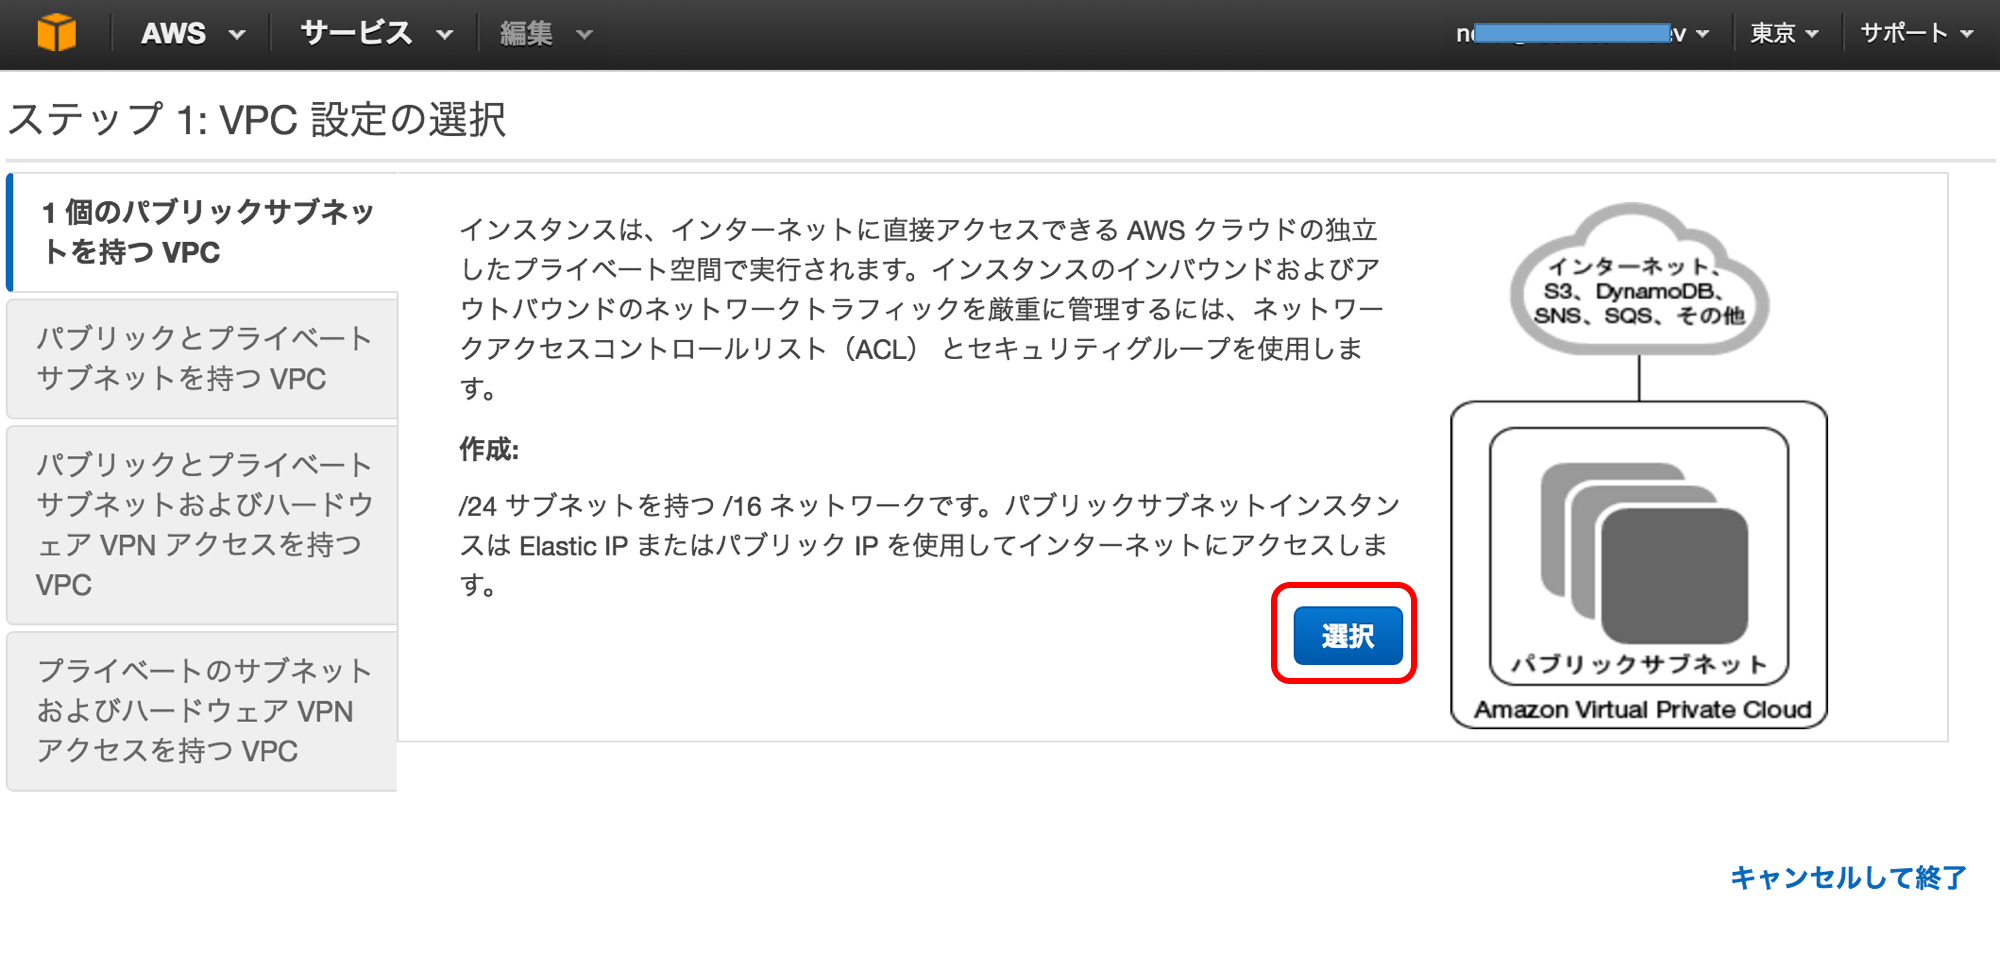 AWS サービス 編集 東京 サポート
ステップ 1: VPC 設定の選択
1 個のパブリックサブネッ
トを持つ VPC
パブリックとプライベート
サブネットを持つ VPC
パブリックとプライベート
サブネットおよびハードウ
ェア VPN アクセスを持つ
VPC
プライベートのサブネット
およびハードウェア VPN
アクセスを持つ VPC
インスタンスは、インターネットに直接アクセスできる AWS クラウドの独立
したプライベート空間で実行されます。インスタンスのインバウンドおよびア
ウトバウンドのネットワークトラフィックを厳重に管理するには、ネットワー
クアクセスコントロールリスト（ACL） とセキュリティグループを使用しま
す。
作成:
/24 サブネットを持つ /16 ネットワークです。パブリックサブネットインスタン
スは Elastic IP またはパブリック IP を使用してインターネットにアクセスしま
す。
選択
インターネット、
S3、DynamoDB、
SNS、SQS、その他
パブリックサブネット
Amazon Virtual Private Cloud
キャンセルして終了